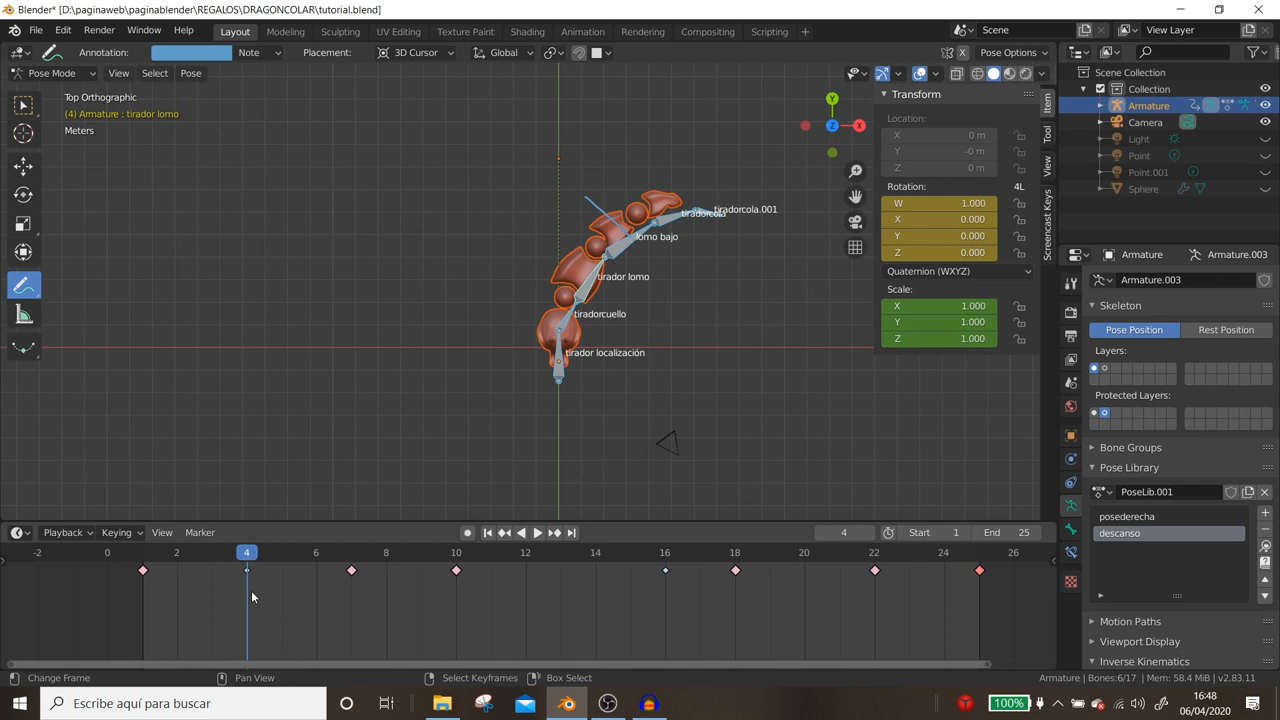 Blender* [D:\paginaweb\paginablender\REGALOS\DRAGONCOLAR\tutorial.blend]
File Edit Render Window Help Layout Modeling Sculpting UV Editing Texture Paint Shading Animation Rendering Compositing Scripting + Scene View Layer
Annotation: Note Placement: 3D Cursor Global X Pose Options
Pose Mode View Select Pose
Top Orthographic
(4) Armature : tirador lomo
Meters
Y
Z
X
tiradorcola.001
tiradorcola
lomo bajo
tirador lomo
tiradorcuello
tirador localización
Transform
Location:
X 0 m
Y -0 m
Z 0 m
Rotation: 4L
W 1.000
X 0.000
Y 0.000
Z 0.000
Quaternion (WXYZ)
Scale:
X 1.000
Y 1.000
Z 1.000
Item
Tool
View
Screencast Keys
Scene Collection
Collection
Armature
Camera
Light
Point
Point.001
Sphere
Armature Armature.003
Armature.003
Skeleton
Pose Position Rest Position
Layers:
Protected Layers:
Bone Groups
Pose Library
PoseLib.001
posederecha
descanso
Motion Paths
Viewport Display
Inverse Kinematics
Playback Keying View Marker 4 Start 1 End 25
-2 0 2 4 6 8 10 12 14 16 18 20 22 24 26
Change Frame Pan View Select Keyframes Box Select Armature | Bones:6/17 | Mem: 58.4 MiB | v2.83.11
Escribe aquí para buscar
100%
16:48
06/04/2020